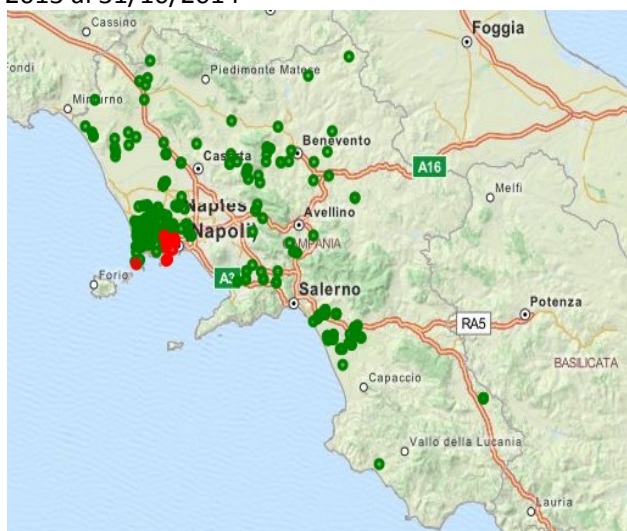 2013 al 31/10/2014
Cassino
Foggia
Fondi
Piedimonte Matese
Minturno
Caserta
Benevento
A16
Melfi
Naples
Avellino
Napoli)
MPANIA
Forio
A3
Salerno
Potenza
RA5
BASILICATA
Capaccio
Vallo della Lucania
Lauria